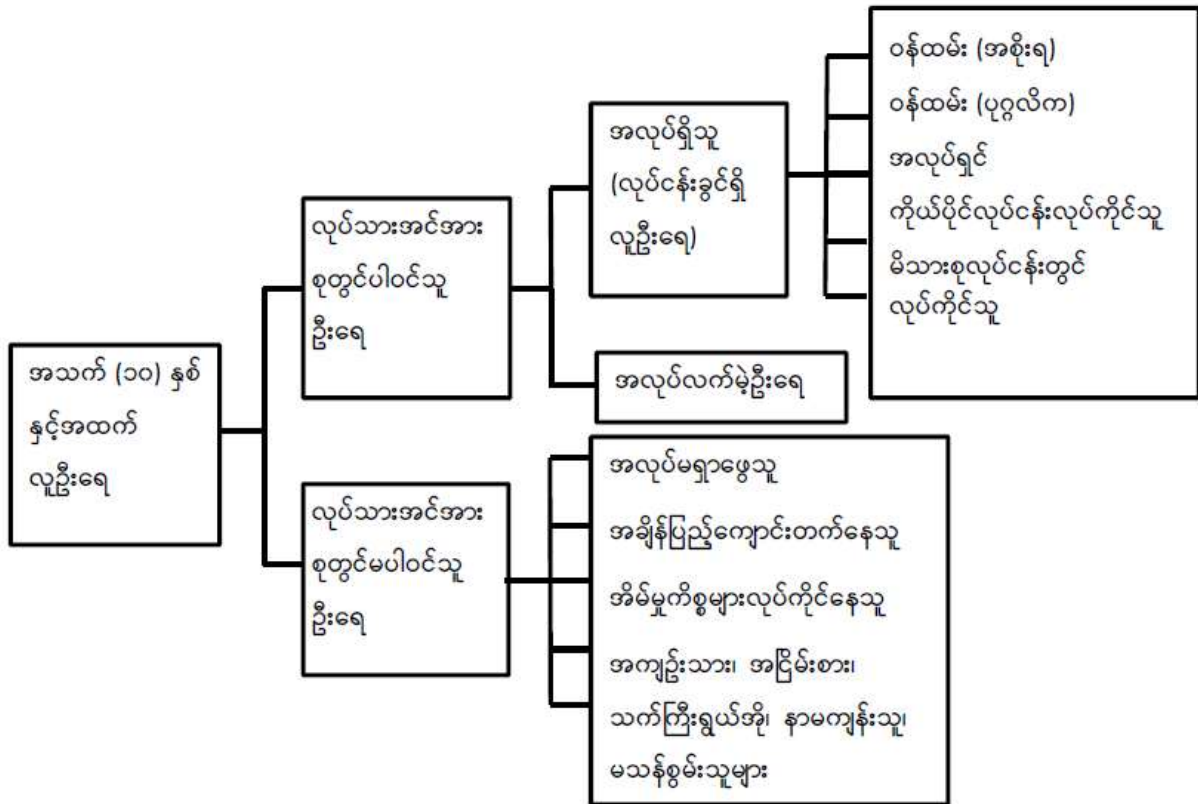 အသက် (၁၀) နှစ်
နှင့်အထက်
လူဦးရေ
လုပ်သားအင်အား
စုတွင်ပါဝင်သူ
ဦးရေ
လုပ်သားအင်အား
စုတွင်မပါဝင်သူ
ဦးရေ
အလုပ်ရှိသူ
(လုပ်ငန်းခွင်ရှိ
လူဦးရေ)
အလုပ်လက်မဲ့ဦးရေ
ဝန်ထမ်း (အစိုးရ)
ဝန်ထမ်း (ပုဂ္ဂလိက)
အလုပ်ရှင်
ကိုယ်ပိုင်လုပ်ငန်းလုပ်ကိုင်သူ
မိသားစုလုပ်ငန်းတွင်
လုပ်ကိုင်သူ
အလုပ်မရှာဖွေသူ
အချိန်ပြည့်ကျောင်းတက်နေသူ
အိမ်မှုကိစ္စများလုပ်ကိုင်နေသူ
အကျဥ်းသား၊ အငြိမ်းစား၊
သက်ကြီးရွယ်အို၊ နာမကျန်းသူ၊
မသန်စွမ်းသူများ